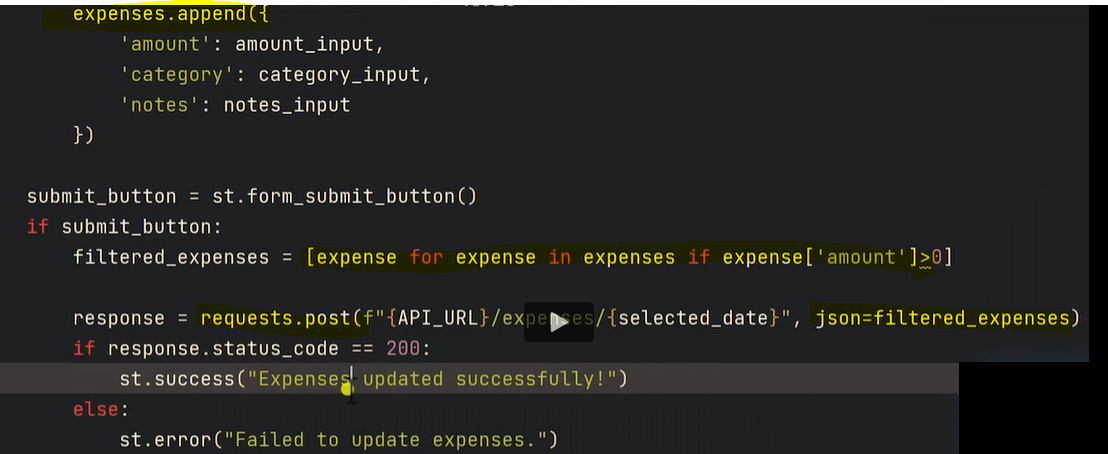 expenses.append({
'amount': amount_input,
'category': category_input,
'notes': notes_input
})
submit_button = st.form_submit_button()
if submit_button:
filtered_expenses = [expense for expense in expenses if expense['amount']>0]
response = requests.post(f"{API_URL}/expenses/{selected_date}", json=filtered_expenses)
if response.status_code == 200:
st.success("Expenses updated successfully!")
else:
st.error("Failed to update expenses.")